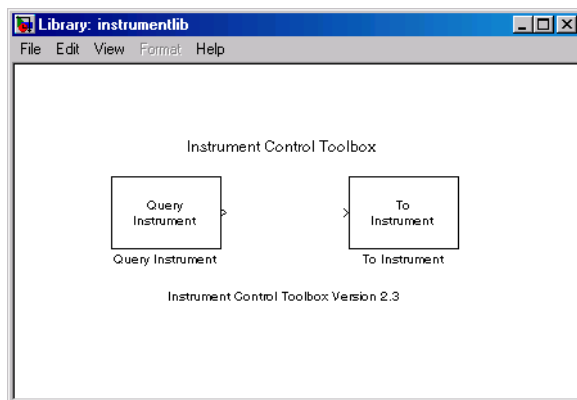 Library: instrumentlib
File Edit View Format Help
Instrument Control Toolbox
Query
Instrument
To
Instrument
Query Instrument
To Instrument
Instrument Control Toolbox Version 2.3